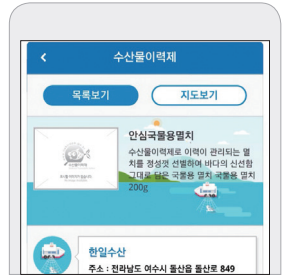 수산물이력제
목록보기
지도보기
안심국물용멸치
수산물이력제로 이력이 관리되는 멸
치를 정성껏 선별하여 바다의 신선함
그대로 담은 국물용 멸치 국물용 멸치
200g
한일수산
주소 : 전라남도 여수시 돌산읍 돌산로 849